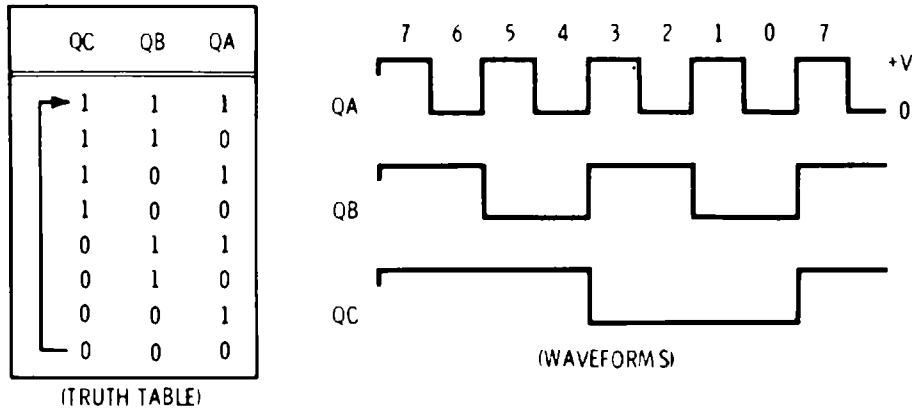 QC QB QA
1 1 1
1 1 0
1 0 1
1 0 0
0 1 1
0 1 0
0 0 1
0 0 0
(TRUTH TABLE)
7 6 5 4 3 2 1 0 7
+V
QA 0
QB
QC
(WAVEFORMS)